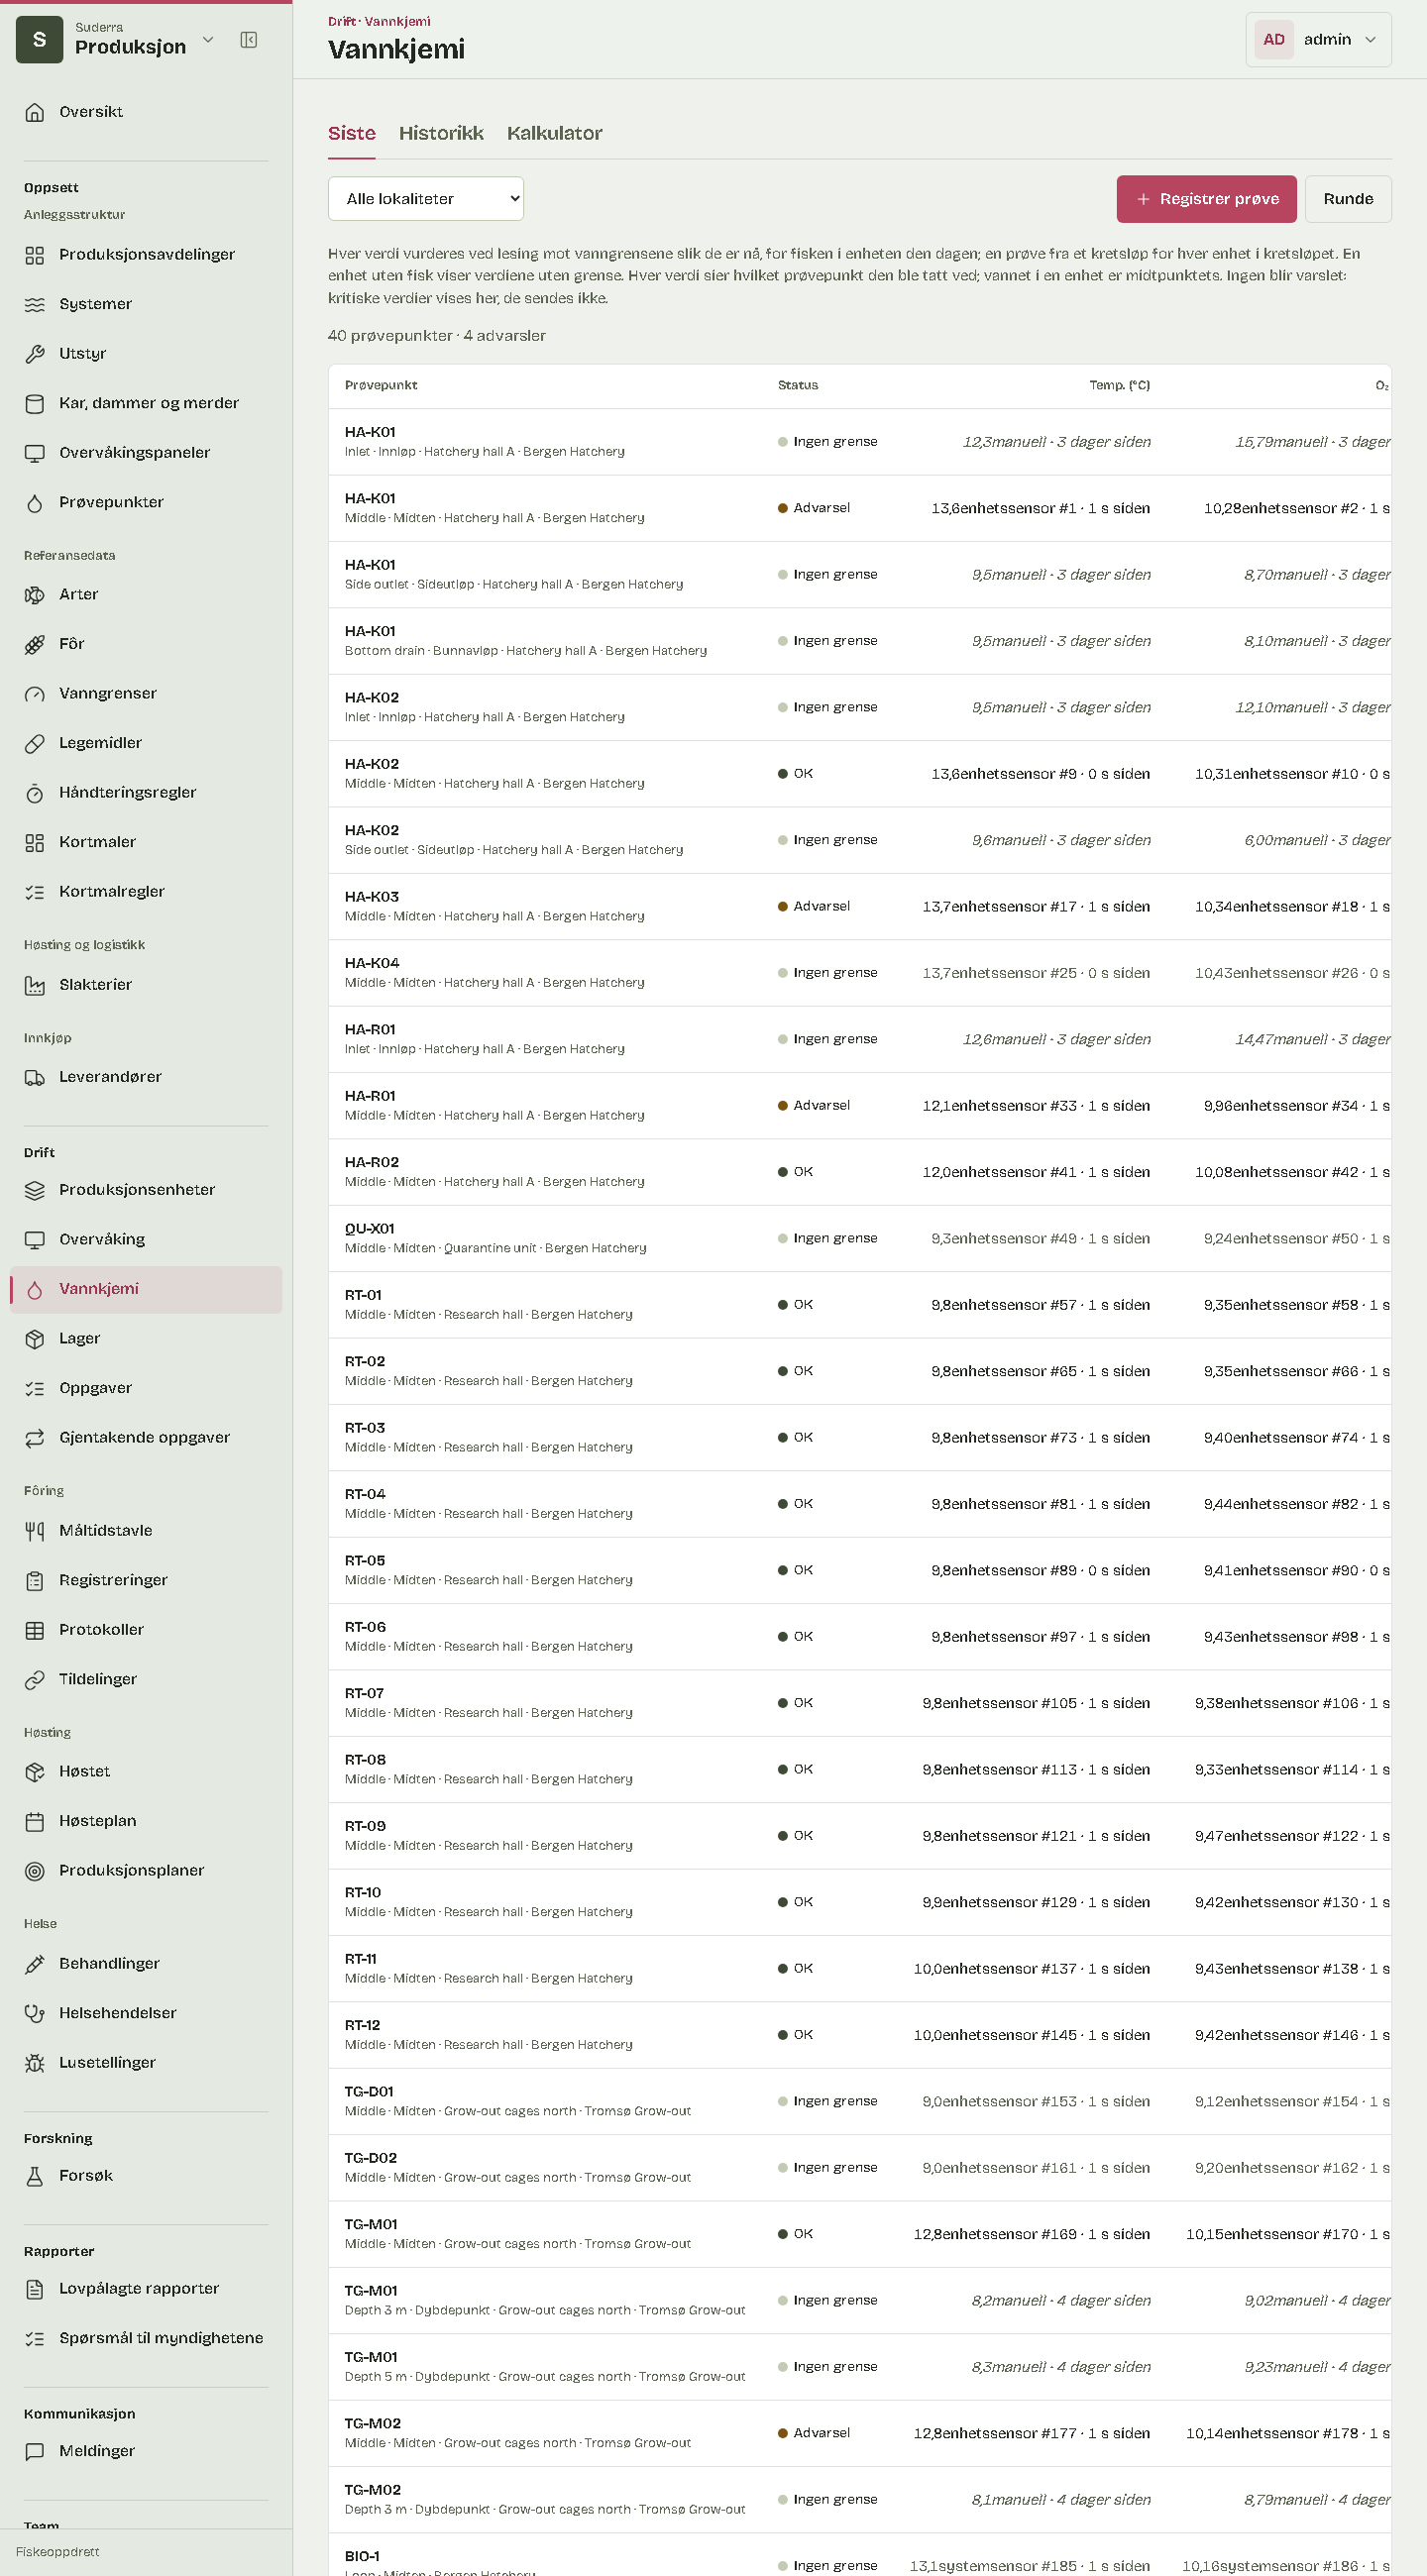 Suderra
S
Produksjon
Oversikt
Oppsett
Anleggsstruktur
Produksjonsavdelinger
Systemer
Utstyr
Kar, dammer og merder
Overvåkingspaneler
Prøvepunkter
Referansedata
Arter
Fôr
Vanngrenser
Legemidler
Håndteringsregler
Kortmaler
Kortmalregler
Høsting og logistikk
Slakterier
Innkjøp
Leverandører
Drift
Produksjonsenheter
Overvåking
Vannkjemi
Lager
Oppgaver
Gjentakende oppgaver
Fôring
Måltidstavle
Registreringer
Protokoller
Tildelinger
Høsting
Høstet
Høsteplan
Produksjonsplaner
Helse
Behandlinger
Helsehendelser
Lusetellinger
Forskning
Forsøk
Rapporter
Lovpålagte rapporter
Spørsmål til myndighetene
Kommunikasjon
Meldinger
Team
Fiskeoppdrett
Drift · Vannkjemi
Vannkjemi
AD admin
Siste Historikk Kalkulator
Alle lokaliteter
+ Registrer prøve Runde
Hver verdi vurderes ved lesing mot vanngrensene slik de er nå, for fisken i enheten den dagen; en prøve fra et kretsløp for hver enhet i kretsløpet. En
enhet uten fisk viser verdiene uten grense. Hver verdi sier hvilket prøvepunkt den ble tatt ved; vannet i en enhet er midtpunktets. Ingen blir varslet:
kritiske verdier vises her, de sendes ikke.
40 prøvepunkter · 4 advarsler
Prøvepunkt Status Temp. (°C) O₂
HA-K01
Inlet · Innløp · Hatchery hall A · Bergen Hatchery
Ingen grense 12,3manuell · 3 dager siden 15,79manuell · 3 dager
HA-K01
Middle · Midten · Hatchery hall A · Bergen Hatchery
Advarsel 13,6enhetssensor #1 · 1 s siden 10,28enhetssensor #2 · 1 s
HA-K01
Side outlet · Sideutløp · Hatchery hall A · Bergen Hatchery
Ingen grense 9,5manuell · 3 dager siden 8,70manuell · 3 dager
HA-K01
Bottom drain · Bunnavløp · Hatchery hall A · Bergen Hatchery
Ingen grense 9,5manuell · 3 dager siden 8,10manuell · 3 dager
HA-K02
Inlet · Innløp · Hatchery hall A · Bergen Hatchery
Ingen grense 9,5manuell · 3 dager siden 12,10manuell · 3 dager
HA-K02
Middle · Midten · Hatchery hall A · Bergen Hatchery
OK 13,6enhetssensor #9 · 0 s siden 10,31enhetssensor #10 · 0 s
HA-K02
Side outlet · Sideutløp · Hatchery hall A · Bergen Hatchery
Ingen grense 9,6manuell · 3 dager siden 6,00manuell · 3 dager
HA-K03
Middle · Midten · Hatchery hall A · Bergen Hatchery
Advarsel 13,7enhetssensor #17 · 1 s siden 10,34enhetssensor #18 · 1 s
HA-K04
Middle · Midten · Hatchery hall A · Bergen Hatchery
Ingen grense 13,7enhetssensor #25 · 0 s siden 10,43enhetssensor #26 · 0 s
HA-R01
Inlet · Innløp · Hatchery hall A · Bergen Hatchery
Ingen grense 12,6manuell · 3 dager siden 14,47manuell · 3 dager
HA-R01
Middle · Midten · Hatchery hall A · Bergen Hatchery
Advarsel 12,1enhetssensor #33 · 1 s siden 9,96enhetssensor #34 · 1 s
HA-R02
Middle · Midten · Hatchery hall A · Bergen Hatchery
OK 12,0enhetssensor #41 · 1 s siden 10,08enhetssensor #42 · 1 s
QU-X01
Middle · Midten · Quarantine unit · Bergen Hatchery
Ingen grense 9,3enhetssensor #49 · 1 s siden 9,24enhetssensor #50 · 1 s
RT-01
Middle · Midten · Research hall · Bergen Hatchery
OK 9,8enhetssensor #57 · 1 s siden 9,35enhetssensor #58 · 1 s
RT-02
Middle · Midten · Research hall · Bergen Hatchery
OK 9,8enhetssensor #65 · 1 s siden 9,35enhetssensor #66 · 1 s
RT-03
Middle · Midten · Research hall · Bergen Hatchery
OK 9,8enhetssensor #73 · 1 s siden 9,40enhetssensor #74 · 1 s
RT-04
Middle · Midten · Research hall · Bergen Hatchery
OK 9,8enhetssensor #81 · 1 s siden 9,44enhetssensor #82 · 1 s
RT-05
Middle · Midten · Research hall · Bergen Hatchery
OK 9,8enhetssensor #89 · 0 s siden 9,41enhetssensor #90 · 0 s
RT-06
Middle · Midten · Research hall · Bergen Hatchery
OK 9,8enhetssensor #97 · 1 s siden 9,43enhetssensor #98 · 1 s
RT-07
Middle · Midten · Research hall · Bergen Hatchery
OK 9,8enhetssensor #105 · 1 s siden 9,38enhetssensor #106 · 1 s
RT-08
Middle · Midten · Research hall · Bergen Hatchery
OK 9,8enhetssensor #113 · 1 s siden 9,33enhetssensor #114 · 1 s
RT-09
Middle · Midten · Research hall · Bergen Hatchery
OK 9,8enhetssensor #121 · 1 s siden 9,47enhetssensor #122 · 1 s
RT-10
Middle · Midten · Research hall · Bergen Hatchery
OK 9,9enhetssensor #129 · 1 s siden 9,42enhetssensor #130 · 1 s
RT-11
Middle · Midten · Research hall · Bergen Hatchery
OK 10,0enhetssensor #137 · 1 s siden 9,43enhetssensor #138 · 1 s
RT-12
Middle · Midten · Research hall · Bergen Hatchery
OK 10,0enhetssensor #145 · 1 s siden 9,42enhetssensor #146 · 1 s
TG-D01
Middle · Midten · Grow-out cages north · Tromsø Grow-out
Ingen grense 9,0enhetssensor #153 · 1 s siden 9,12enhetssensor #154 · 1 s
TG-D02
Middle · Midten · Grow-out cages north · Tromsø Grow-out
Ingen grense 9,0enhetssensor #161 · 1 s siden 9,20enhetssensor #162 · 1 s
TG-M01
Middle · Midten · Grow-out cages north · Tromsø Grow-out
OK 12,8enhetssensor #169 · 1 s siden 10,15enhetssensor #170 · 1 s
TG-M01
Depth 3 m · Dybdepunkt · Grow-out cages north · Tromsø Grow-out
Ingen grense 8,2manuell · 4 dager siden 9,02manuell · 4 dager
TG-M01
Depth 5 m · Dybdepunkt · Grow-out cages north · Tromsø Grow-out
Ingen grense 8,3manuell · 4 dager siden 9,23manuell · 4 dager
TG-M02
Middle · Midten · Grow-out cages north · Tromsø Grow-out
Advarsel 12,8enhetssensor #177 · 1 s siden 10,14enhetssensor #178 · 1 s
TG-M02
Depth 3 m · Dybdepunkt · Grow-out cages north · Tromsø Grow-out
Ingen grense 8,1manuell · 4 dager siden 8,79manuell · 4 dager
BIO-1
Loop · Midten · Bergen Hatchery
Ingen grense 13,1systemsensor #185 · 1 s siden 10,16systemsensor #186 · 1 s